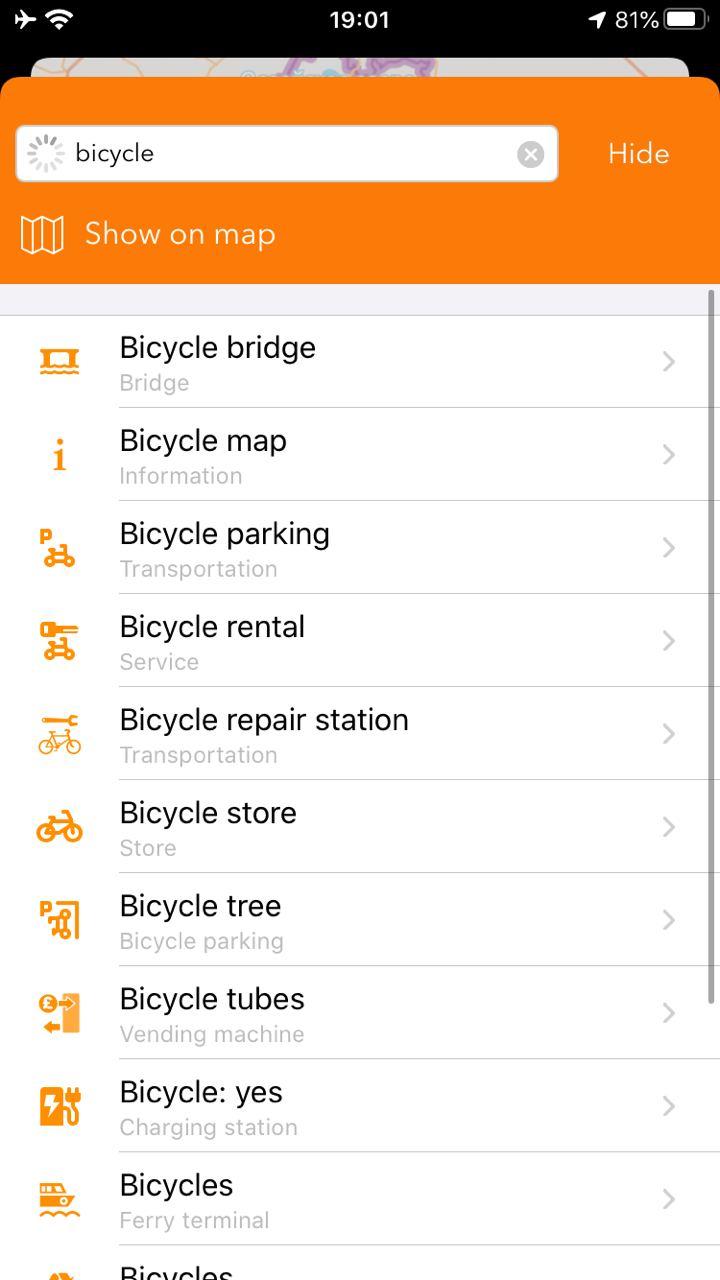 19:01
81%
bicycle
Hide
Show on map
Bicycle bridge
Bridge
Bicycle map
Information
Bicycle parking
Transportation
Bicycle rental
Service
Bicycle repair station
Transportation
Bicycle store
Store
Bicycle tree
Bicycle parking
Bicycle tubes
Vending machine
Bicycle: yes
Charging station
Bicycles
Ferry terminal
Bicycles